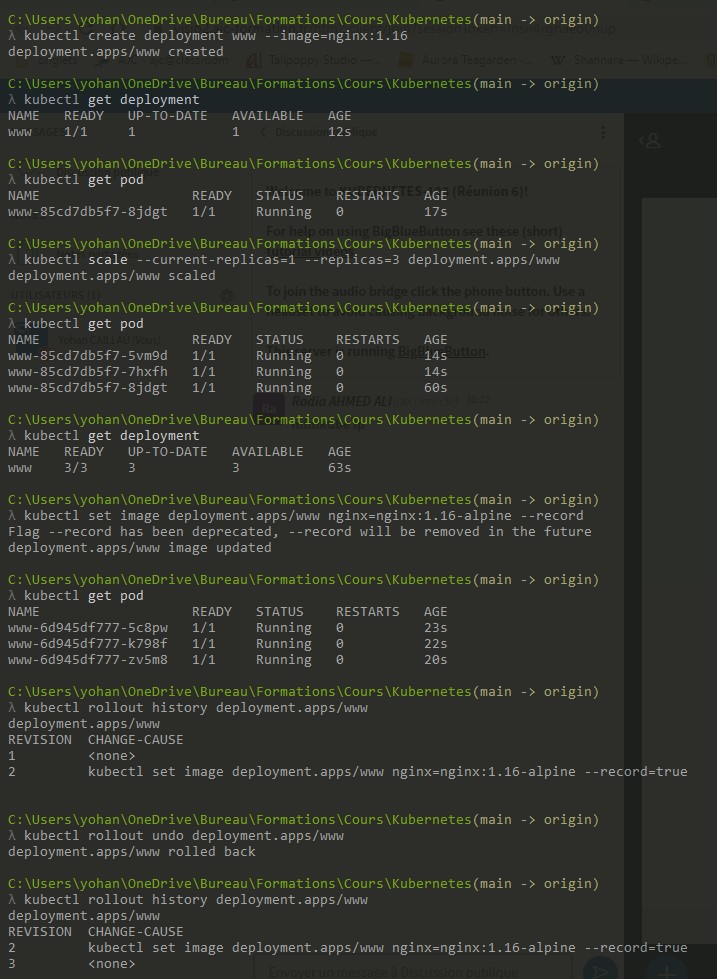 C:\Users\yohan\OneDrive\Bureau\Formations\Cours\Kubernetes(main -> origin)
λ kubectl create deployment www --image=nginx:1.16
deployment.apps/www created
C:\Users\yohan\OneDrive\Bureau\Formations\Cours\Kubernetes(main -> origin)
λ kubectl get deployment
NAME READY UP-TO-DATE AVAILABLE AGE
www 1/1 1 1 12s
C:\Users\yohan\OneDrive\Bureau\Formations\Cours\Kubernetes(main -> origin)
λ kubectl get pod
NAME READY STATUS RESTARTS AGE
www-85cd7db5f7-8jdgt 1/1 Running 0 17s
C:\Users\yohan\OneDrive\Bureau\Formations\Cours\Kubernetes(main -> origin)
λ kubectl scale --current-replicas=1 --replicas=3 deployment.apps/www
deployment.apps/www scaled
C:\Users\yohan\OneDrive\Bureau\Formations\Cours\Kubernetes(main -> origin)
λ kubectl get pod
NAME READY STATUS RESTARTS AGE
www-85cd7db5f7-5vm9d 1/1 Running 0 14s
www-85cd7db5f7-7hxfh 1/1 Running 0 14s
www-85cd7db5f7-8jdgt 1/1 Running 0 60s
C:\Users\yohan\OneDrive\Bureau\Formations\Cours\Kubernetes(main -> origin)
λ kubectl get deployment
NAME READY UP-TO-DATE AVAILABLE AGE
www 3/3 3 3 63s
C:\Users\yohan\OneDrive\Bureau\Formations\Cours\Kubernetes(main -> origin)
λ kubectl set image deployment.apps/www nginx=nginx:1.16-alpine --record
Flag --record has been deprecated, --record will be removed in the future
deployment.apps/www image updated
C:\Users\yohan\OneDrive\Bureau\Formations\Cours\Kubernetes(main -> origin)
λ kubectl get pod
NAME READY STATUS RESTARTS AGE
www-6d945df777-5c8pw 1/1 Running 0 23s
www-6d945df777-k798f 1/1 Running 0 22s
www-6d945df777-zv5m8 1/1 Running 0 20s
C:\Users\yohan\OneDrive\Bureau\Formations\Cours\Kubernetes(main -> origin)
λ kubectl rollout history deployment.apps/www
deployment.apps/www
REVISION CHANGE-CAUSE
1 <none>
2 kubectl set image deployment.apps/www nginx=nginx:1.16-alpine --record=true
C:\Users\yohan\OneDrive\Bureau\Formations\Cours\Kubernetes(main -> origin)
λ kubectl rollout undo deployment.apps/www
deployment.apps/www rolled back
C:\Users\yohan\OneDrive\Bureau\Formations\Cours\Kubernetes(main -> origin)
λ kubectl rollout history deployment.apps/www
deployment.apps/www
REVISION CHANGE-CAUSE
2 kubectl set image deployment.apps/www nginx=nginx:1.16-alpine --record=true
3 <none>